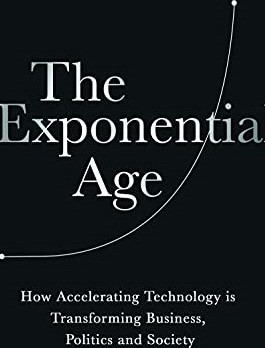 The
Exponential
Age
How Accelerating Technology is
Transforming Business,
Politics and Society